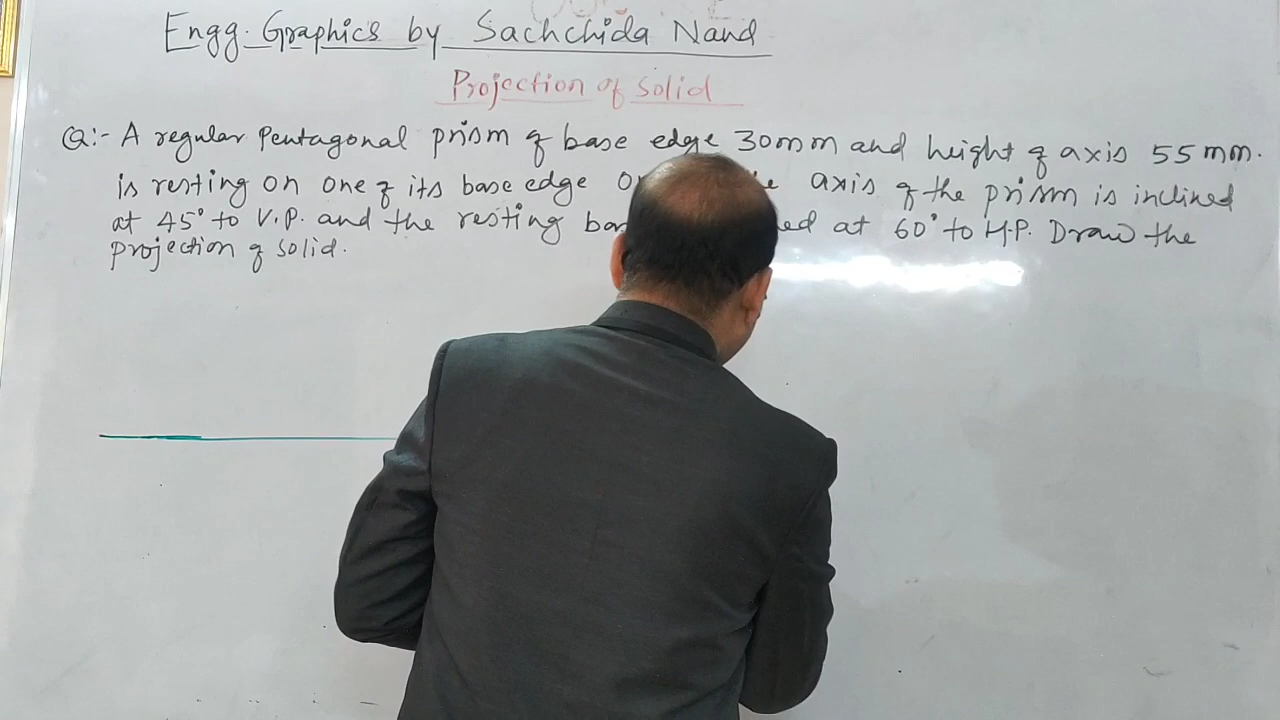 Engg. Graphics by Sachchida Nand
Projection of Solid
Q:- A regular Pentagonal prism of base edge 30mm and height of axis 55 mm.
is resting on one of its base edge axis of the prism is inclined
at 45° to V.P. and the resting at 60° to H.P. Draw the
projection of solid.